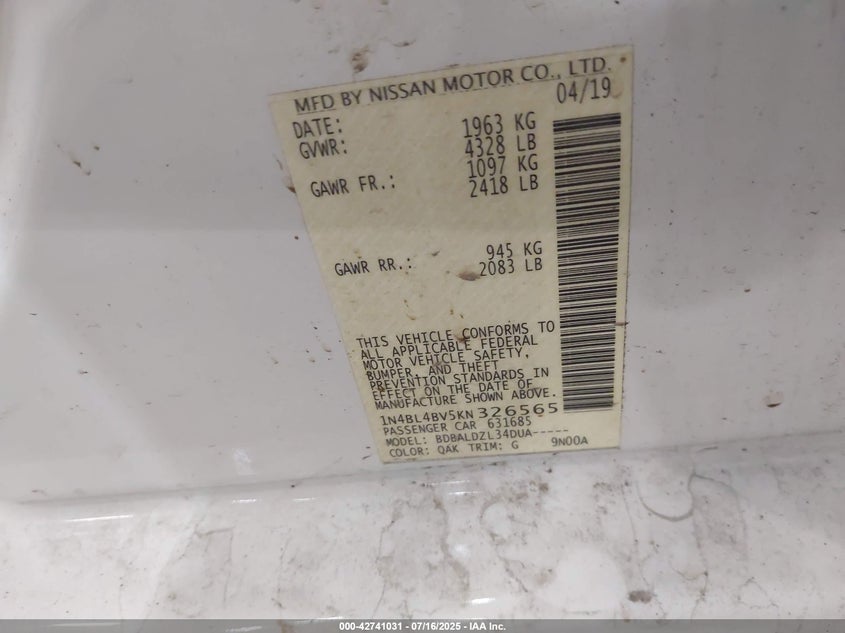 MFD BY NISSAN MOTOR CO., LTD.
DATE: 04/19
GVWR: 1963 KG
4328 LB
GAWR FR.: 1097 KG
2418 LB
GAWR RR.: 945 KG
2083 LB
THIS VEHICLE CONFORMS TO
ALL APPLICABLE FEDERAL
MOTOR VEHICLE SAFETY,
BUMPER, AND THEFT
PREVENTION STANDARDS IN
EFFECT ON THE DATE OF
MANUFACTURE SHOWN ABOVE.
1N4BL4BV5KN326565
PASSENGER CAR 631685
MODEL: BDBALDZL34DUA-----
COLOR: QAK TRIM: G 9N00A
000-42741031 - 07/16/2025 - IAA Inc.